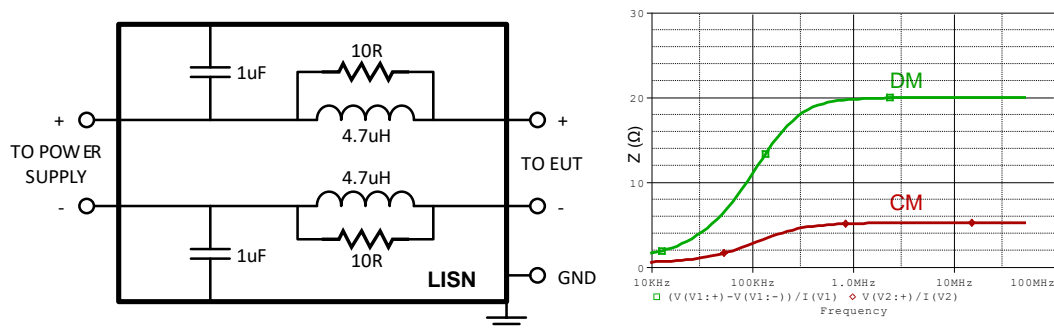 10R
1uF
4.7uH
+
+
TO POWER
SUPPLY
TO EUT
4.7uH
-
-
1uF
10R
LISN
GND
30
20
10
0
Z (Ω)
DM
CM
10KHz
100KHz
1.0MHz
10MHz
100MHz
(V(V1:+)-V(V1:-))/I(V1)
V(V2:+)/I(V2)
Frequency